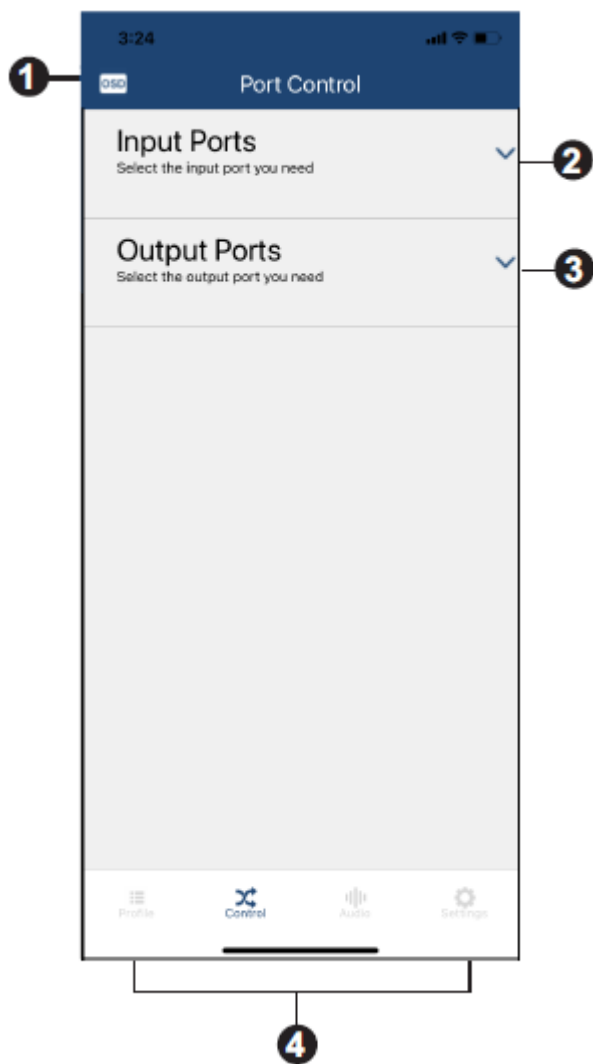 3:24
1
OSD
Port Control
Input Ports
Select the input port you need
2
Output Ports
Select the output port you need
3
Profile
Control
Audio
Settings
4